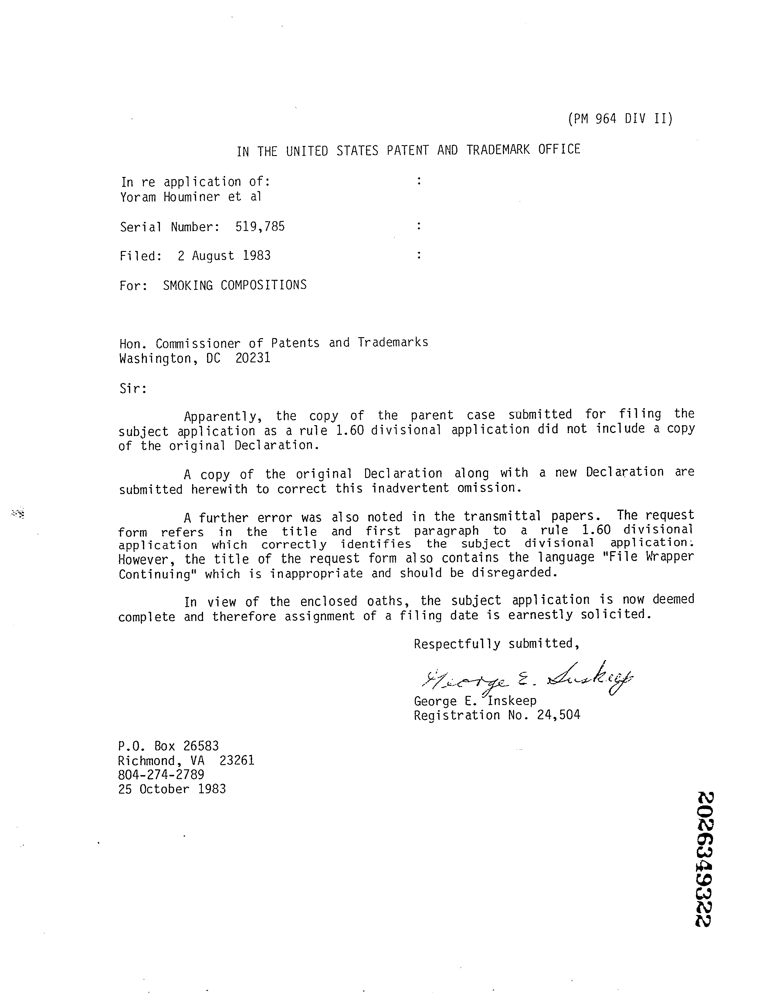 (PM 964 DIV II)
IN THE UNITED STATES PATENT AND TRADEMARK OFFICE
In re application of: :
Yoram Houminer et al
Serial Number: 519,785 :
Filed: 2 August 1983 :
For: SMOKING COMPOSITIONS
Hon. Commissioner of Patents and Trademarks
Washington, DC 20231
Sir:
Apparently, the copy of the parent case submitted for filing the
subject application as a rule 1.60 divisional application did not include a copy
of the original Declaration.
A copy of the original Declaration along with a new Declaration are
submitted herewith to correct this inadvertent omission.
A further error was also noted in the transmittal papers. The request
form refers in the title and first paragraph to a rule 1.60 divisional
application which correctly identifies the subject divisional application.
However, the title of the request form also contains the language "File Wrapper
Continuing" which is inappropriate and should be disregarded.
In view of the enclosed oaths, the subject application is now deemed
complete and therefore assignment of a filing date is earnestly solicited.
Respectfully submitted,
George E. Inskeep
George E. Inskeep
Registration No. 24,504
P.O. Box 26583
Richmond, VA 23261
804-274-2789
25 October 1983
2026349322